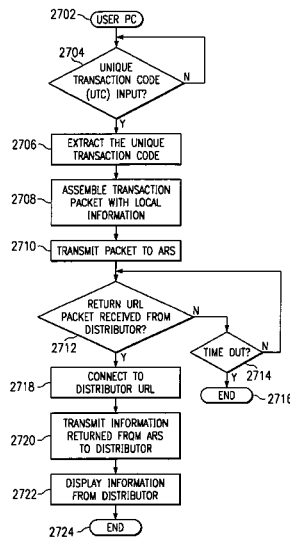 2702
USER PC
2704
UNIQUE
TRANSACTION CODE
(UTC) INPUT?
N
Y
2706
EXTRACT THE UNIQUE
TRANSACTION CODE
2708
ASSEMBLE TRANSACTION
PACKET WITH LOCAL
INFORMATION
2710
TRANSMIT PACKET TO ARS
RETURN URL
PACKET RECEIVED FROM
DISTRIBUTOR?
N
2712
Y
TIME OUT?
2714
Y
END
2716
2718
CONNECT TO
DISTRIBUTOR URL
2720
TRANSMIT INFORMATION
RETURNED FROM ARS
TO DISTRIBUTOR
2722
DISPLAY INFORMATION
FROM DISTRIBUTOR
2724
END